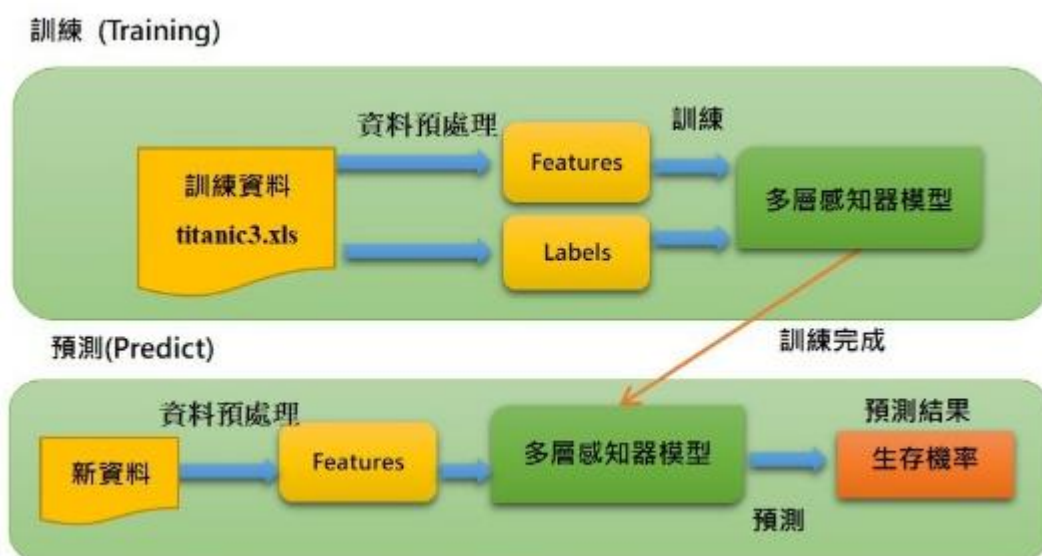 訓練 (Training)
資料預處理
訓練
訓練資料
titanic3.xls
Features
Labels
多層感知器模型
預測(Predict)
訓練完成
資料預處理
新資料
Features
多層感知器模型
預測
預測結果
生存機率